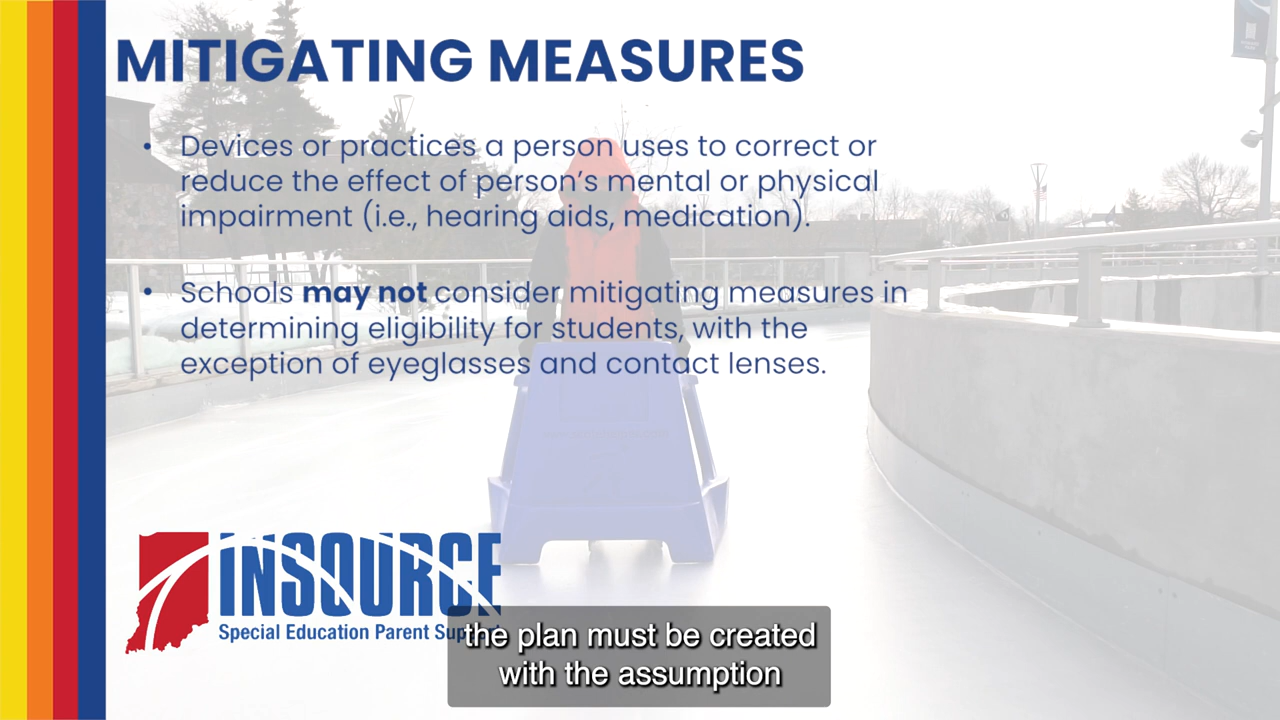 MITIGATING MEASURES
• Devices or practices a person uses to correct or
reduce the effect of person's mental or physical
impairment (i.e., hearing aids, medication).
• Schools may not consider mitigating measures in
determining eligibility for students, with the
exception of eyeglasses and contact lenses.
INSOURCE
Special Education Parent
the plan must be created
with the assumption